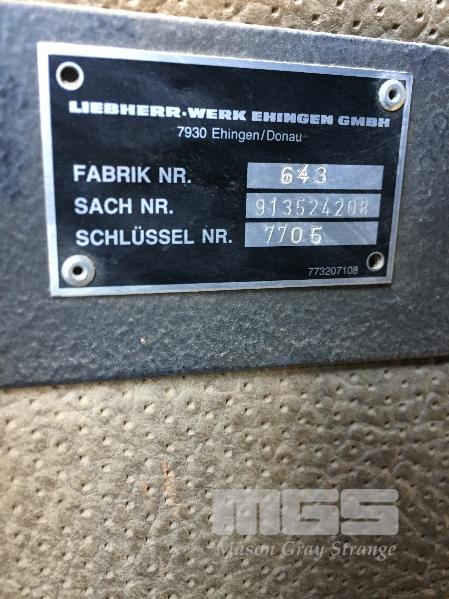 LIEBHERR-WERK EHINGEN GMBH
7930 Ehingen/Donau
FABRIK NR. 643
SACH NR. 913524208
SCHLÜSSEL NR. 7705
773207108
MGS
Mason Gray Strange